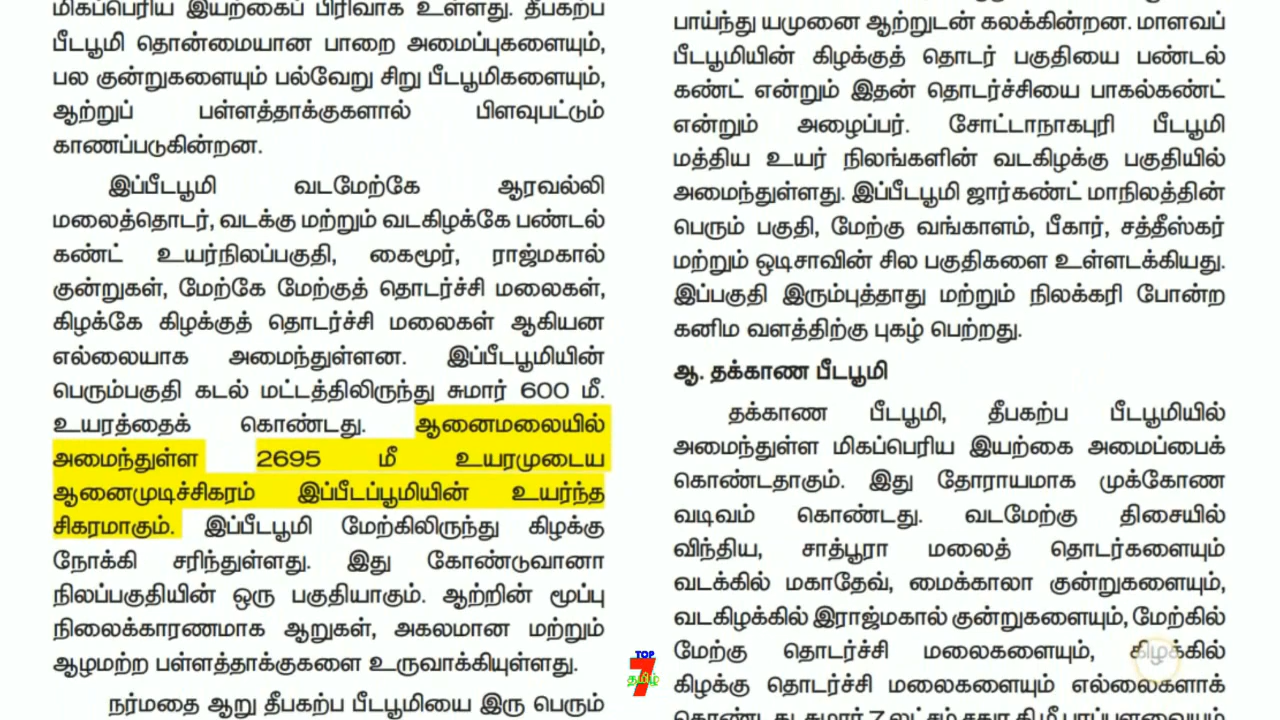 மிகப்பெரிய இயற்கைப் பிரிவாக உள்ளது. தீபகற்ப
பீடபூமி தொன்மையான பாறை அமைப்புகளையும்,
பல குன்றுகளையும் பல்வேறு சிறு பீடபூமிகளையும்,
ஆற்றுப் பள்ளத்தாக்குகளால் பிளவுபட்டும்
காணப்படுகின்றன.
இப்பீடபூமி வடமேற்கே ஆரவல்லி
மலைத்தொடர், வடக்கு மற்றும் வடகிழக்கே பண்டல்
கண்ட் உயர்நிலப்பகுதி, கைமூர், ராஜ்மகால்
குன்றுகள், மேற்கே மேற்குத் தொடர்ச்சி மலைகள்,
கிழக்கே கிழக்குத் தொடர்ச்சி மலைகள் ஆகியன
எல்லையாக அமைந்துள்ளன. இப்பீடபூமியின்
பெரும்பகுதி கடல் மட்டத்திலிருந்து சுமார் 600 மீ.
உயரத்தைக் கொண்டது. ஆனைமலையில்
அமைந்துள்ள 2695 மீ உயரமுடைய
ஆனைமுடிச்சிகரம் இப்பீடப்பூமியின் உயர்ந்த
சிகரமாகும். இப்பீடபூமி மேற்கிலிருந்து கிழக்கு
நோக்கி சரிந்துள்ளது. இது கோண்டுவானா
நிலப்பகுதியின் ஒரு பகுதியாகும். ஆற்றின் மூப்பு
நிலைக்காரணமாக ஆறுகள், அகலமான மற்றும்
ஆழமற்ற பள்ளத்தாக்குகளை உருவாக்கியுள்ளது.
நர்மதை ஆறு தீபகற்ப பீடபூமியை இரு பெரும்
பாய்ந்து யமுனை ஆற்றுடன் கலக்கின்றன. மாளவப்
பீடபூமியின் கிழக்குத் தொடர் பகுதியை பண்டல்
கண்ட் என்றும் இதன் தொடர்ச்சியை பாகல்கண்ட்
என்றும் அழைப்பர். சோட்டாநாகபுரி பீடபூமி
மத்திய உயர் நிலங்களின் வடகிழக்கு பகுதியில்
அமைந்துள்ளது. இப்பீடபூமி ஜார்கண்ட் மாநிலத்தின்
பெரும் பகுதி, மேற்கு வங்காளம், பீகார், சத்தீஸ்கர்
மற்றும் ஒடிசாவின் சில பகுதிகளை உள்ளடக்கியது.
இப்பகுதி இரும்புத்தாது மற்றும் நிலக்கரி போன்ற
கனிம வளத்திற்கு புகழ் பெற்றது.
ஆ. தக்காண பீடபூமி
தக்காண பீடபூமி, தீபகற்ப பீடபூமியில்
அமைந்துள்ள மிகப்பெரிய இயற்கை அமைப்பைக்
கொண்டதாகும். இது தோராயமாக முக்கோண
வடிவம் கொண்டது. வடமேற்கு திசையில்
விந்திய, சாத்பூரா மலைத் தொடர்களையும்
வடக்கில் மகாதேவ், மைக்காலா குன்றுகளையும்,
வடகிழக்கில் இராஜ்மகால் குன்றுகளையும், மேற்கில்
மேற்கு தொடர்ச்சி மலைகளையும், கிழக்கில்
கிழக்கு தொடர்ச்சி மலைகளையும் எல்லைகளாக்
கொண்டது. சுமார் 7 லட்சம் சதுர கி.மீ பரப்பளவையும்
TOP
7
தமிழ்